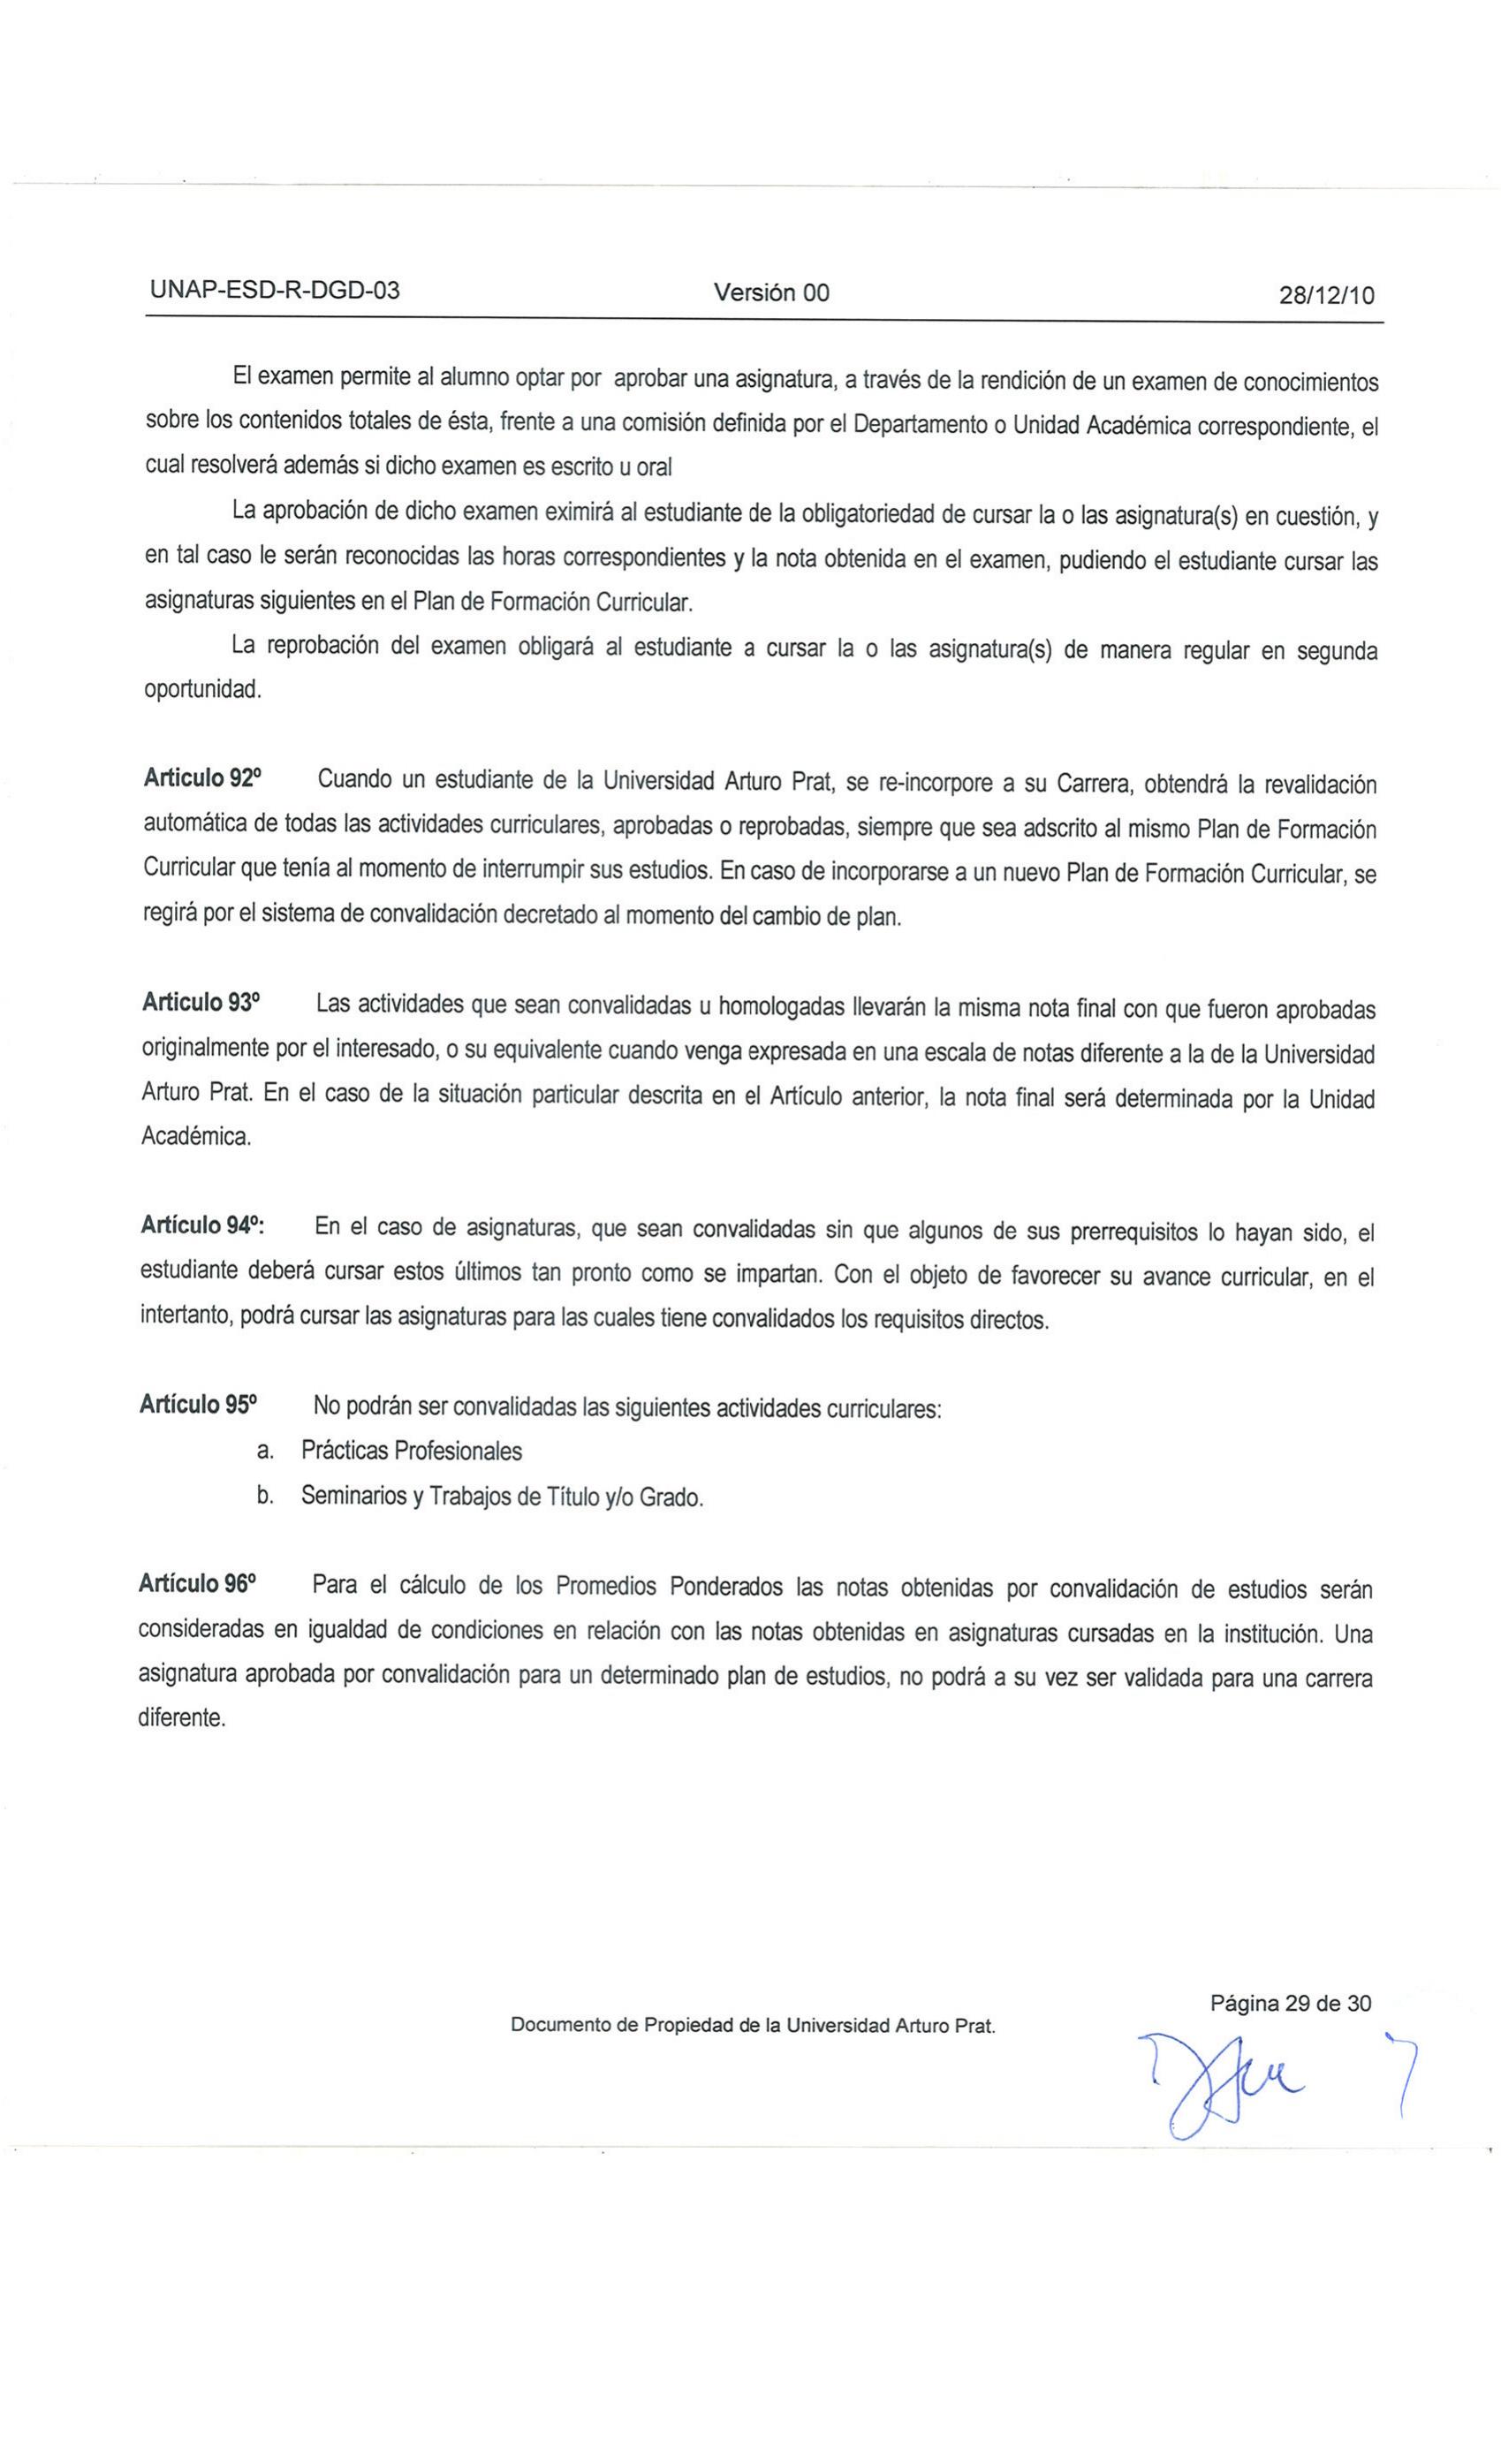 UNAP-ESD-R-DGD-03 Versión 00 28/12/10
El examen permite al alumno optar por aprobar una asignatura, a través de la rendición de un examen de conocimientos
sobre los contenidos totales de ésta, frente a una comisión definida por el Departamento o Unidad Académica correspondiente, el
cual resolverá además si dicho examen es escrito u oral
La aprobación de dicho examen eximirá al estudiante de la obligatoriedad de cursar la o las asignatura(s) en cuestión, y
en tal caso le serán reconocidas las horas correspondientes y la nota obtenida en el examen, pudiendo el estudiante cursar las
asignaturas siguientes en el Plan de Formación Curricular.
La reprobación del examen obligará al estudiante a cursar la o las asignatura(s) de manera regular en segunda
oportunidad.
Articulo 92º Cuando un estudiante de la Universidad Arturo Prat, se re-incorpore a su Carrera, obtendrá la revalidación
automática de todas las actividades curriculares, aprobadas o reprobadas, siempre que sea adscrito al mismo Plan de Formación
Curricular que tenía al momento de interrumpir sus estudios. En caso de incorporarse a un nuevo Plan de Formación Curricular, se
regirá por el sistema de convalidación decretado al momento del cambio de plan.
Articulo 93º Las actividades que sean convalidadas u homologadas llevarán la misma nota final con que fueron aprobadas
originalmente por el interesado, o su equivalente cuando venga expresada en una escala de notas diferente a la de la Universidad
Arturo Prat. En el caso de la situación particular descrita en el Artículo anterior, la nota final será determinada por la Unidad
Académica.
Artículo 94º: En el caso de asignaturas, que sean convalidadas sin que algunos de sus prerrequisitos lo hayan sido, el
estudiante deberá cursar estos últimos tan pronto como se impartan. Con el objeto de favorecer su avance curricular, en el
intertanto, podrá cursar las asignaturas para las cuales tiene convalidados los requisitos directos.
Artículo 95º No podrán ser convalidadas las siguientes actividades curriculares:
a. Prácticas Profesionales
b. Seminarios y Trabajos de Título y/o Grado.
Artículo 96º Para el cálculo de los Promedios Ponderados las notas obtenidas por convalidación de estudios serán
consideradas en igualdad de condiciones en relación con las notas obtenidas en asignaturas cursadas en la institución. Una
asignatura aprobada por convalidación para un determinado plan de estudios, no podrá a su vez ser validada para una carrera
diferente.
Página 29 de 30
Documento de Propiedad de la Universidad Arturo Prat.